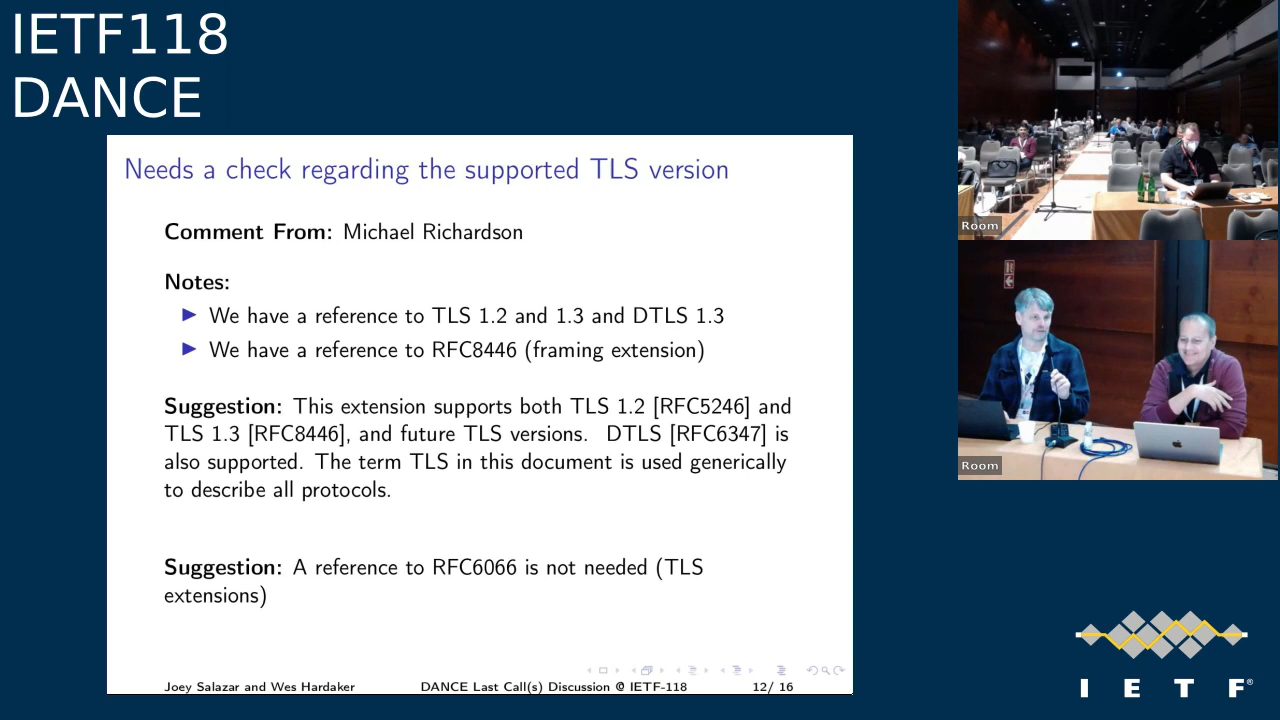 IETF118
DANCE
Needs a check regarding the supported TLS version
Comment From: Michael Richardson
Notes:
We have a reference to TLS 1.2 and 1.3 and DTLS 1.3
We have a reference to RFC8446 (framing extension)
Suggestion: This extension supports both TLS 1.2 [RFC5246] and
TLS 1.3 [RFC8446], and future TLS versions. DTLS [RFC6347] is
also supported. The term TLS in this document is used generically
to describe all protocols.
Suggestion: A reference to RFC6066 is not needed (TLS
extensions)
Joey Salazar and Wes Hardaker DANCE Last Call(s) Discussion @ IETF-118 12/ 16
Room
Room
I E T F®